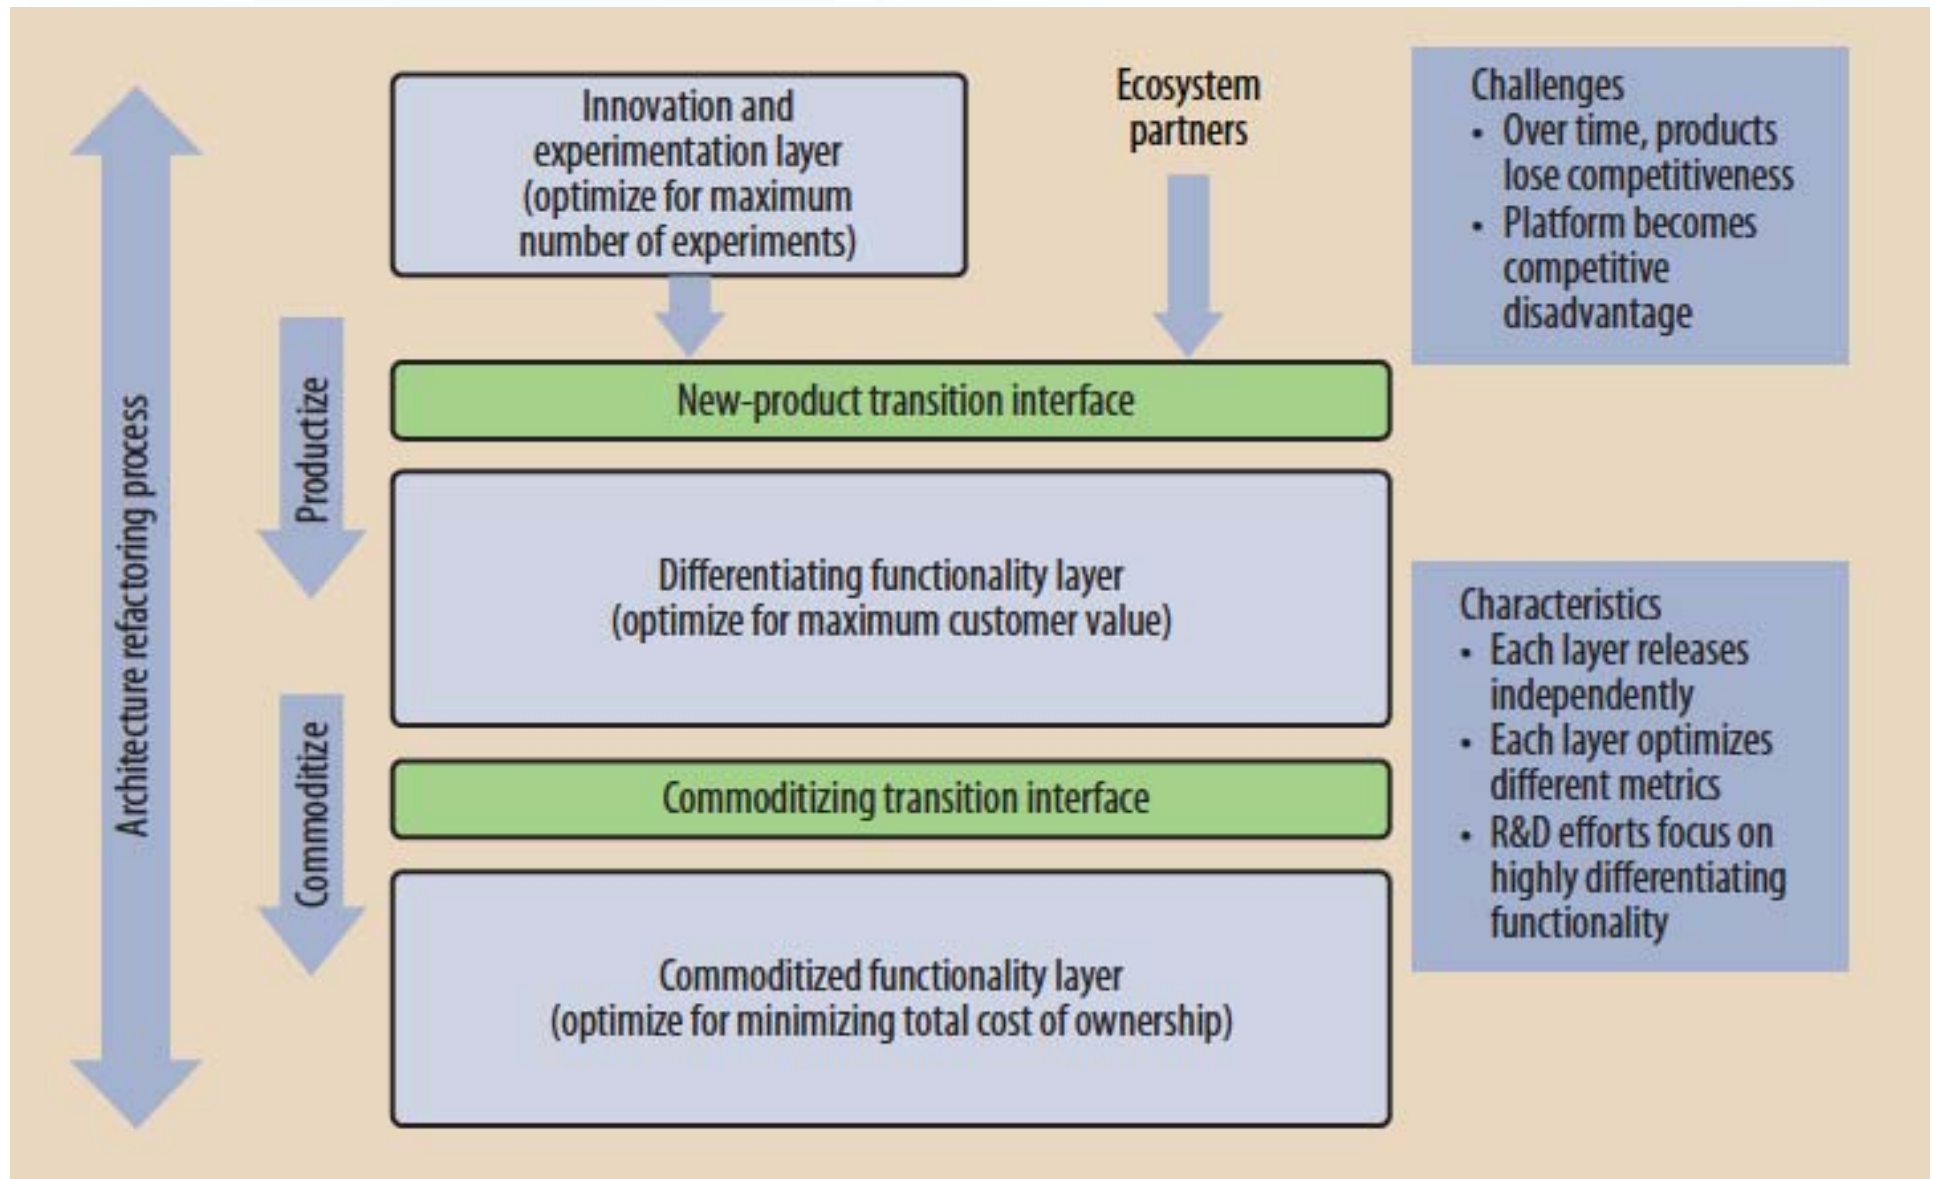 Architecture refactoring process
Productize
Commoditize
Innovation and
experimentation layer
(optimize for maximum
number of experiments)
Ecosystem
partners
New-product transition interface
Differentiating functionality layer
(optimize for maximum customer value)
Commoditizing transition interface
Commoditized functionality layer
(optimize for minimizing total cost of ownership)
Challenges
• Over time, products
lose competitiveness
• Platform becomes
competitive
disadvantage
Characteristics
• Each layer releases
independently
• Each layer optimizes
different metrics
• R&D efforts focus on
highly differentiating
functionality